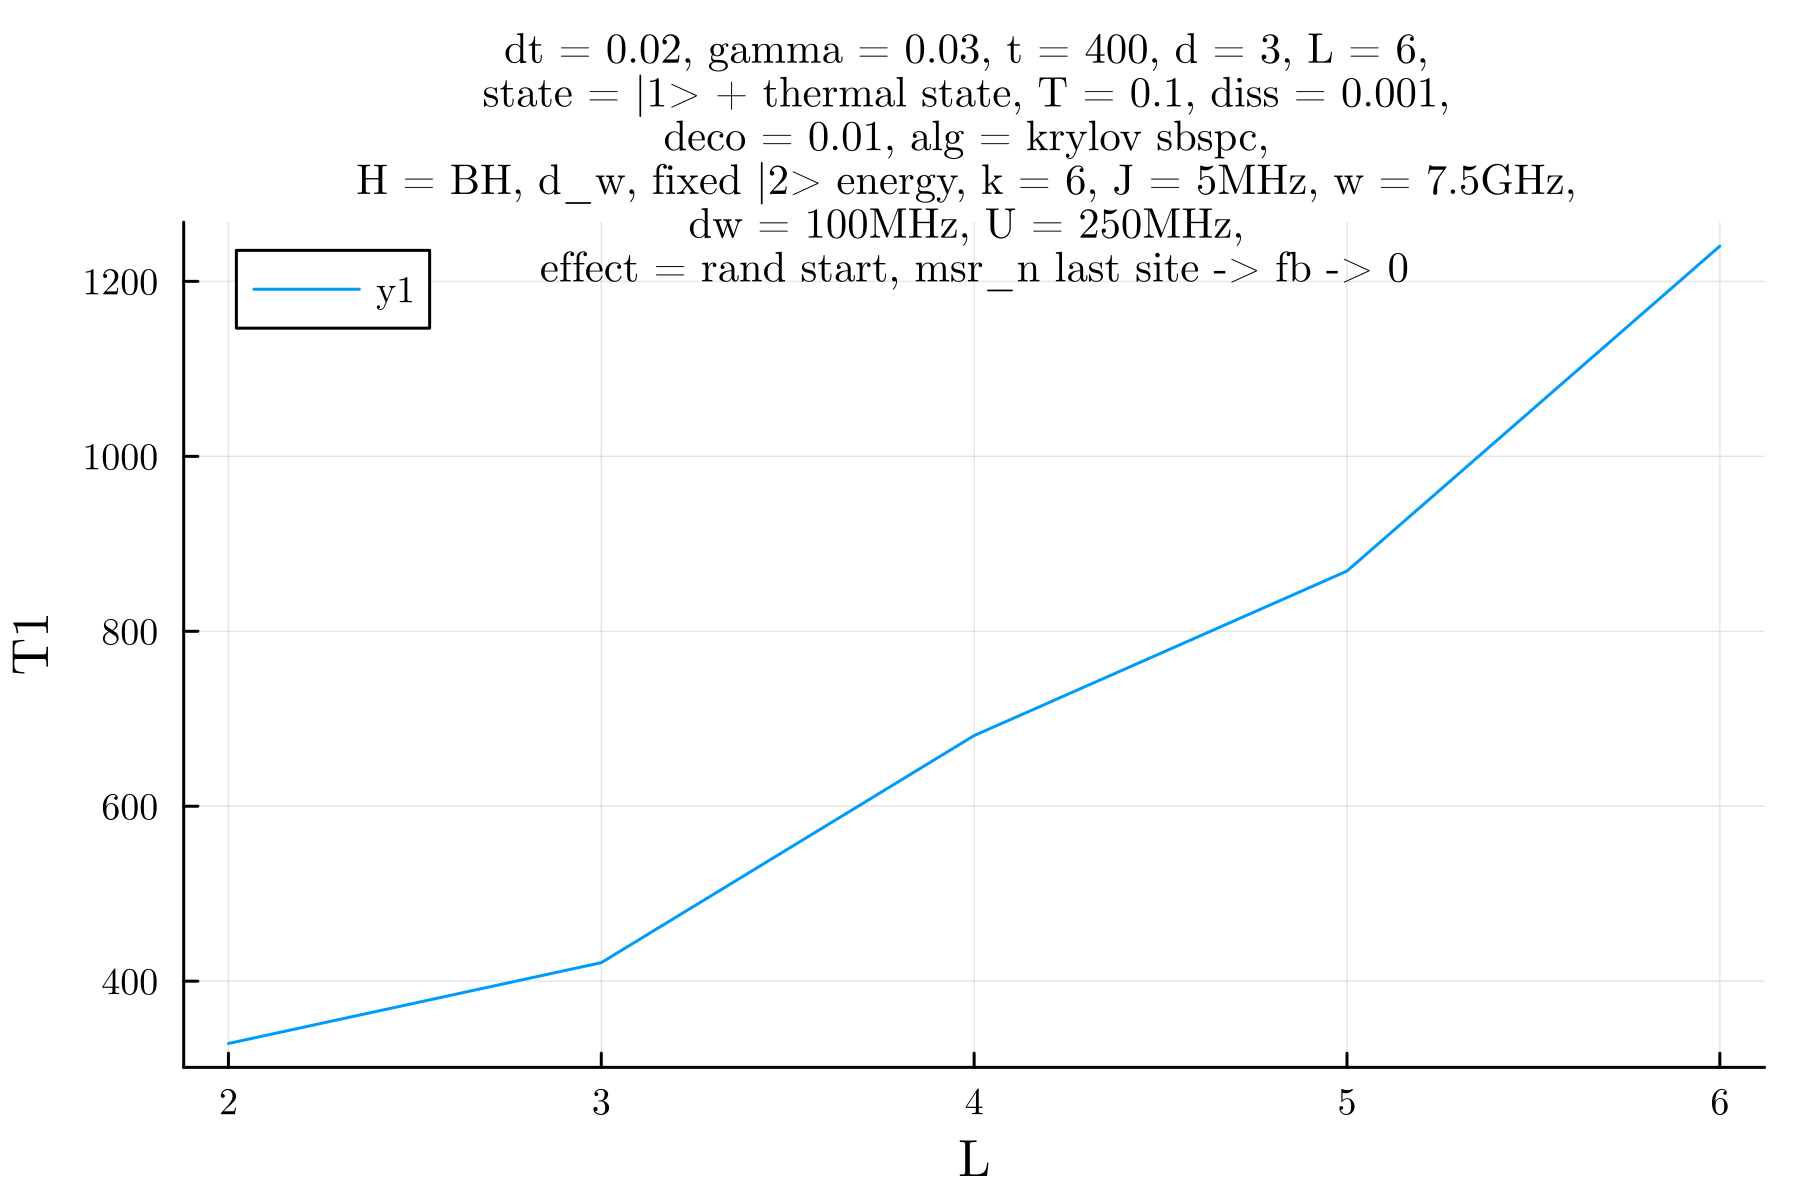 dt = 0.02, gamma = 0.03, t = 400, d = 3, L = 6,
state = |1> + thermal state, T = 0.1, diss = 0.001,
deco = 0.01, alg = krylov sbspc,
H = BH, d_w, fixed |2> energy, k = 6, J = 5MHz, w = 7.5GHz,
dw = 100MHz, U = 250MHz,
effect = rand start, msr_n last site -> fb -> 0
y1
1200
1000
800
600
400
T1
2 3 4 5 6
L